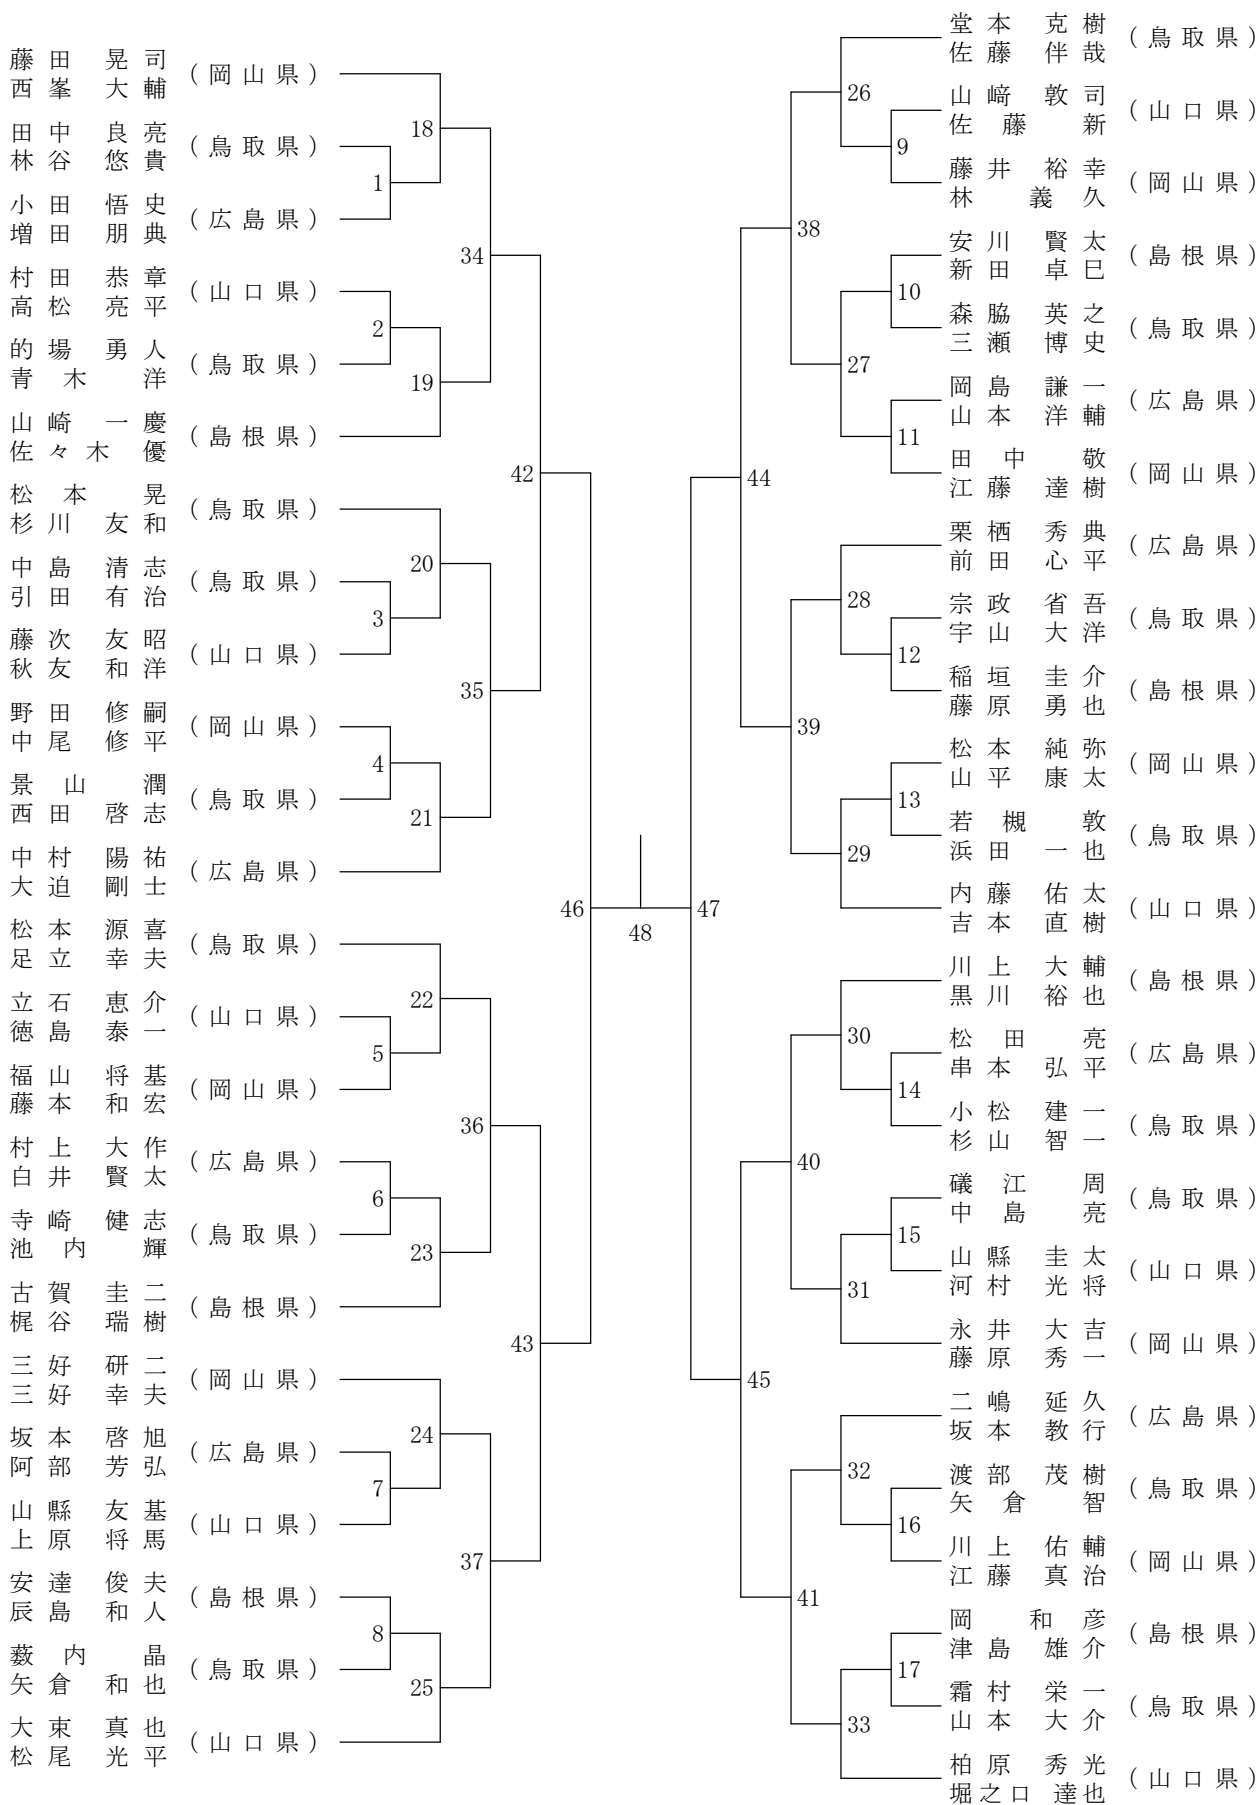 藤田 晃司
西峯 大輔
(岡山県)
田中 良亮
林谷 悠貴
(鳥取県)
小田 悟史
増田 朋典
(広島県)
村田 恭章
高松 亮平
(山口県)
的場 勇人
青木 洋
(鳥取県)
山崎 一慶
佐々木 優
(島根県)
松本 晃
杉川 友和
(鳥取県)
中島 清志
引田 有治
(鳥取県)
藤次 友昭
秋友 和洋
(山口県)
野田 修嗣
中尾 修平
(岡山県)
景山 潤
西田 啓志
(鳥取県)
中村 陽祐
大迫 剛士
(広島県)
松本 源喜
足立 幸夫
(鳥取県)
立石 恵介
徳島 泰一
(山口県)
福山 将基
藤本 和宏
(岡山県)
村上 大作
白井 賢太
(広島県)
寺崎 健志
池内 輝
(鳥取県)
古賀 圭二
梶谷 瑞樹
(島根県)
三好 研二
三好 幸夫
(岡山県)
坂本 啓旭
阿部 芳弘
(広島県)
山縣 友基
上原 将馬
(山口県)
安達 俊夫
辰島 和人
(島根県)
薮内 晶
矢倉 和也
(鳥取県)
大束 真也
松尾 光平
(山口県)
1
2
3
4
5
6
7
8
18
19
20
21
22
23
24
25
34
35
36
37
42
43
46
48
47
44
45
38
39
40
41
26
27
28
29
30
31
32
33
9
10
11
12
13
14
15
16
17
堂本 克樹
佐藤 伴哉
(鳥取県)
山﨑 敦司
佐藤 新
(山口県)
藤井 裕幸
林 義久
(岡山県)
安川 賢太
新田 卓巳
(島根県)
森脇 英之
三瀬 博史
(鳥取県)
岡島 謙一
山本 洋輔
(広島県)
田中 敬
江藤 達樹
(岡山県)
栗栖 秀典
前田 心平
(広島県)
宗政 省吾
宇山 大洋
(鳥取県)
稲垣 圭介
藤原 勇也
(島根県)
松本 純弥
山平 康太
(岡山県)
若槻 敦
浜田 一也
(鳥取県)
内藤 佑太
吉本 直樹
(山口県)
川上 大輔
黒川 裕也
(島根県)
松田 亮
串本 弘平
(広島県)
小松 建一
杉山 智一
(鳥取県)
礒江 周
中島 亮
(鳥取県)
山縣 圭太
河村 光将
(山口県)
永井 大吉
藤原 秀一
(岡山県)
二嶋 延久
坂本 教行
(広島県)
渡部 茂樹
矢倉 智
(鳥取県)
川上 佑輔
江藤 真治
(岡山県)
岡 和彦
津島 雄介
(島根県)
霜村 栄一
山本 大介
(鳥取県)
柏原 秀光
堀之口 達也
(山口県)